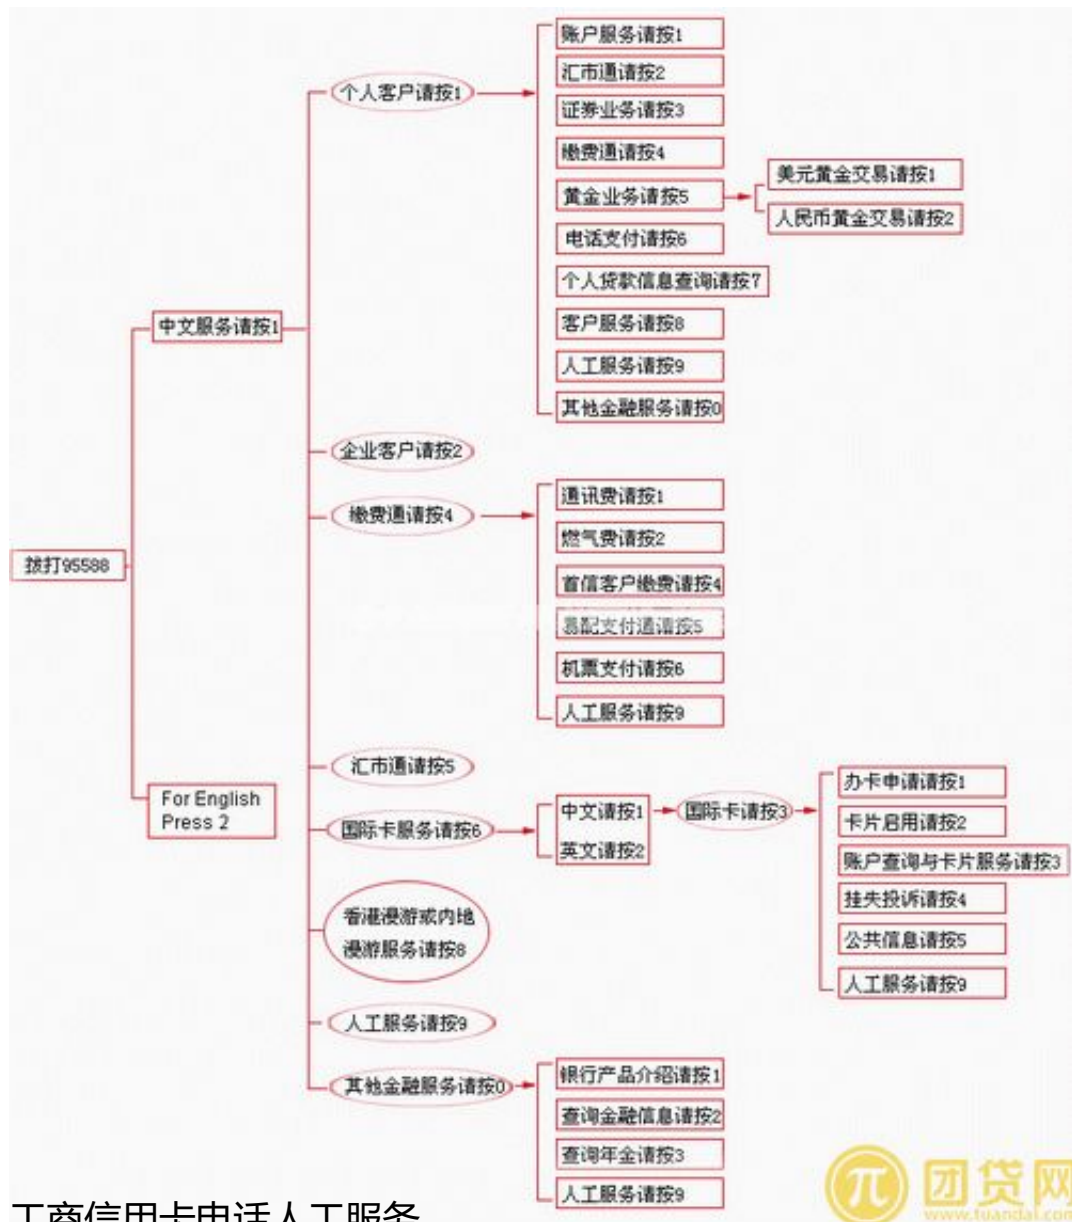 拨打95588
中文服务请按1
For English
Press 2
个人客户请按1
账户服务请按1
汇市通请按2
证券业务请按3
缴费通请按4
黄金业务请按5
美元黄金交易请按1
人民币黄金交易请按2
电话支付请按6
个人贷款信息查询请按7
客户服务请按8
人工服务请按9
其他金融服务请按0
企业客户请按2
缴费通请按4
通讯费请按1
燃气费请按2
首信客户缴费请按4
易配支付通请按5
机票支付请按6
人工服务请按9
汇市通请按5
国际卡服务请按6
中文请按1
英文请按2
国际卡请按3
办卡申请请按1
卡片启用请按2
账户查询与卡片服务请按3
挂失投诉请按4
公共信息请按5
人工服务请按9
香港漫游或内地
漫游服务请按8
人工服务请按9
其他金融服务请按0
银行产品介绍请按1
查询金融信息请按2
查询年金请按3
人工服务请按9
工商信用卡电话人工服务
团贷网
www.tuandai.com